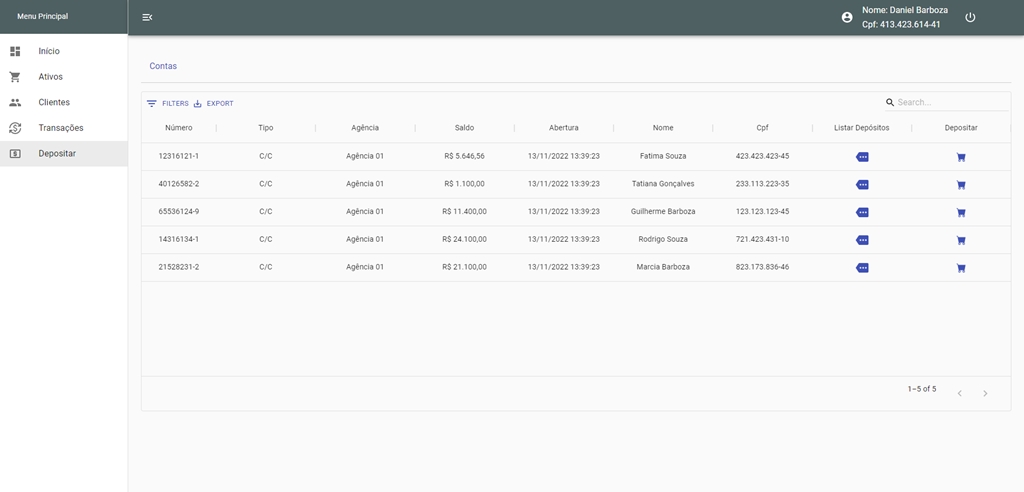 Menu Principal
Nome: Daniel Barboza
Cpf: 413.423.614-41
Início
Ativos
Clientes
Transações
Depositar
Contas
FILTERS EXPORT Search...
Número Tipo Agência Saldo Abertura Nome Cpf Listar Depósitos Depositar
12316121-1 C/C Agência 01 R$ 5.646,56 13/11/2022 13:39:23 Fatima Souza 423.423.423-45
40126582-2 C/C Agência 01 R$ 1.100,00 13/11/2022 13:39:23 Tatiana Gonçalves 233.113.223-35
65536124-9 C/C Agência 01 R$ 11.400,00 13/11/2022 13:39:23 Guilherme Barboza 123.123.123-45
14316134-1 C/C Agência 01 R$ 24.100,00 13/11/2022 13:39:23 Rodrigo Souza 721.423.431-10
21528231-2 C/C Agência 01 R$ 21.100,00 13/11/2022 13:39:23 Marcia Barboza 823.173.836-46
1–5 of 5